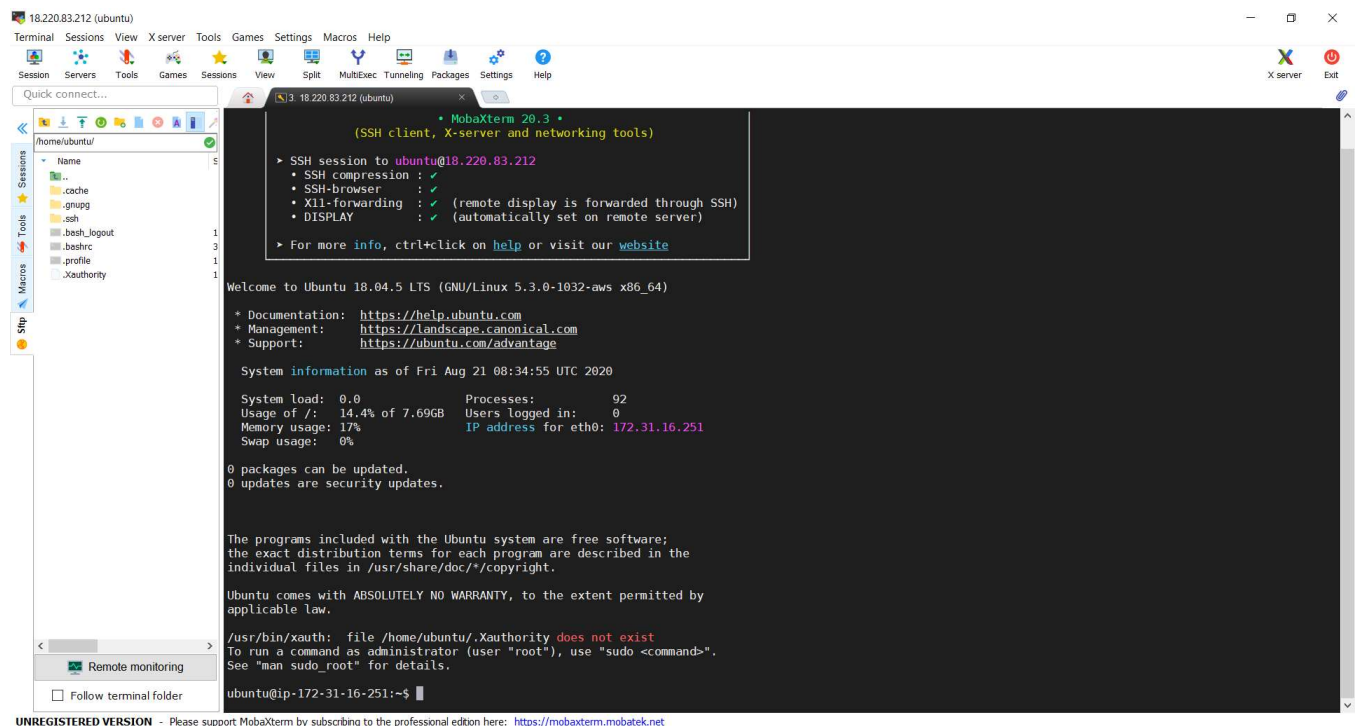 18.220.83.212 (ubuntu)
Terminal Sessions View X server Tools Games Settings Macros Help
Session Servers Tools Games Sessions View Split MultiExec Tunneling Packages Settings Help X server Exit
Quick connect...
3. 18.220.83.212 (ubuntu)
/home/ubuntu/
Name S
..
.cache
.gnupg
.ssh
.bash_logout 1
.bashrc 3
.profile 1
.Xauthority 1
Sessions
Tools
Macros
Sftp
Remote monitoring
Follow terminal folder
• MobaXterm 20.3 •
(SSH client, X-server and networking tools)
➤ SSH session to ubuntu@18.220.83.212
• SSH compression : ✔
• SSH-browser : ✔
• X11-forwarding : ✔ (remote display is forwarded through SSH)
• DISPLAY : ✔ (automatically set on remote server)
➤ For more info, ctrl+click on help or visit our website
Welcome to Ubuntu 18.04.5 LTS (GNU/Linux 5.3.0-1032-aws x86_64)
* Documentation: https://help.ubuntu.com
* Management: https://landscape.canonical.com
* Support: https://ubuntu.com/advantage
System information as of Fri Aug 21 08:34:55 UTC 2020
System load: 0.0 Processes: 92
Usage of /: 14.4% of 7.69GB Users logged in: 0
Memory usage: 17% IP address for eth0: 172.31.16.251
Swap usage: 0%
0 packages can be updated.
0 updates are security updates.
The programs included with the Ubuntu system are free software;
the exact distribution terms for each program are described in the
individual files in /usr/share/doc/*/copyright.
Ubuntu comes with ABSOLUTELY NO WARRANTY, to the extent permitted by
applicable law.
/usr/bin/xauth: file /home/ubuntu/.Xauthority does not exist
To run a command as administrator (user "root"), use "sudo <command>".
See "man sudo_root" for details.
ubuntu@ip-172-31-16-251:~$
UNREGISTERED VERSION - Please support MobaXterm by subscribing to the professional edition here: https://mobaxterm.mobatek.net